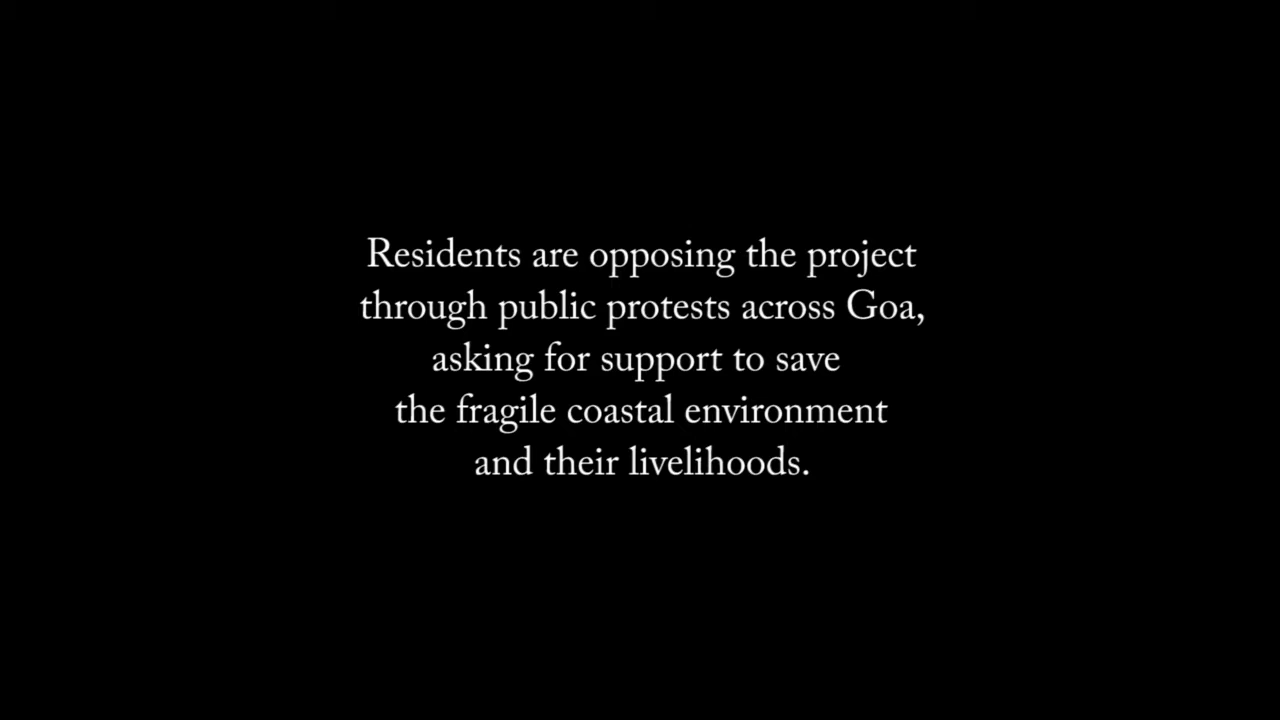 Residents are opposing the project
through public protests across Goa,
asking for support to save
the fragile coastal environment
and their livelihoods.